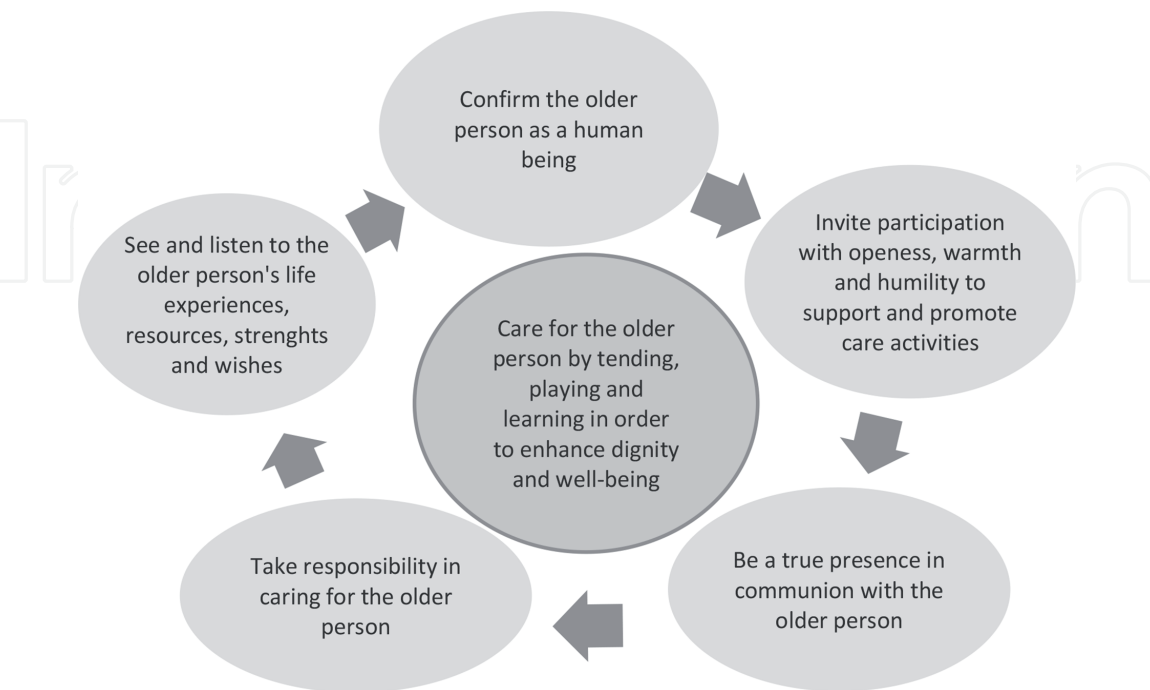 Confirm the older
person as a human
being
Invite participation
with openess, warmth
and humility to
support and promote
care activities
Be a true presence in
communion with the
older person
Take responsibility in
caring for the older
person
See and listen to the
older person's life
experiences,
resources, strenghts
and wishes
Care for the older
person by tending,
playing and
learning in order
to enhance dignity
and well-being